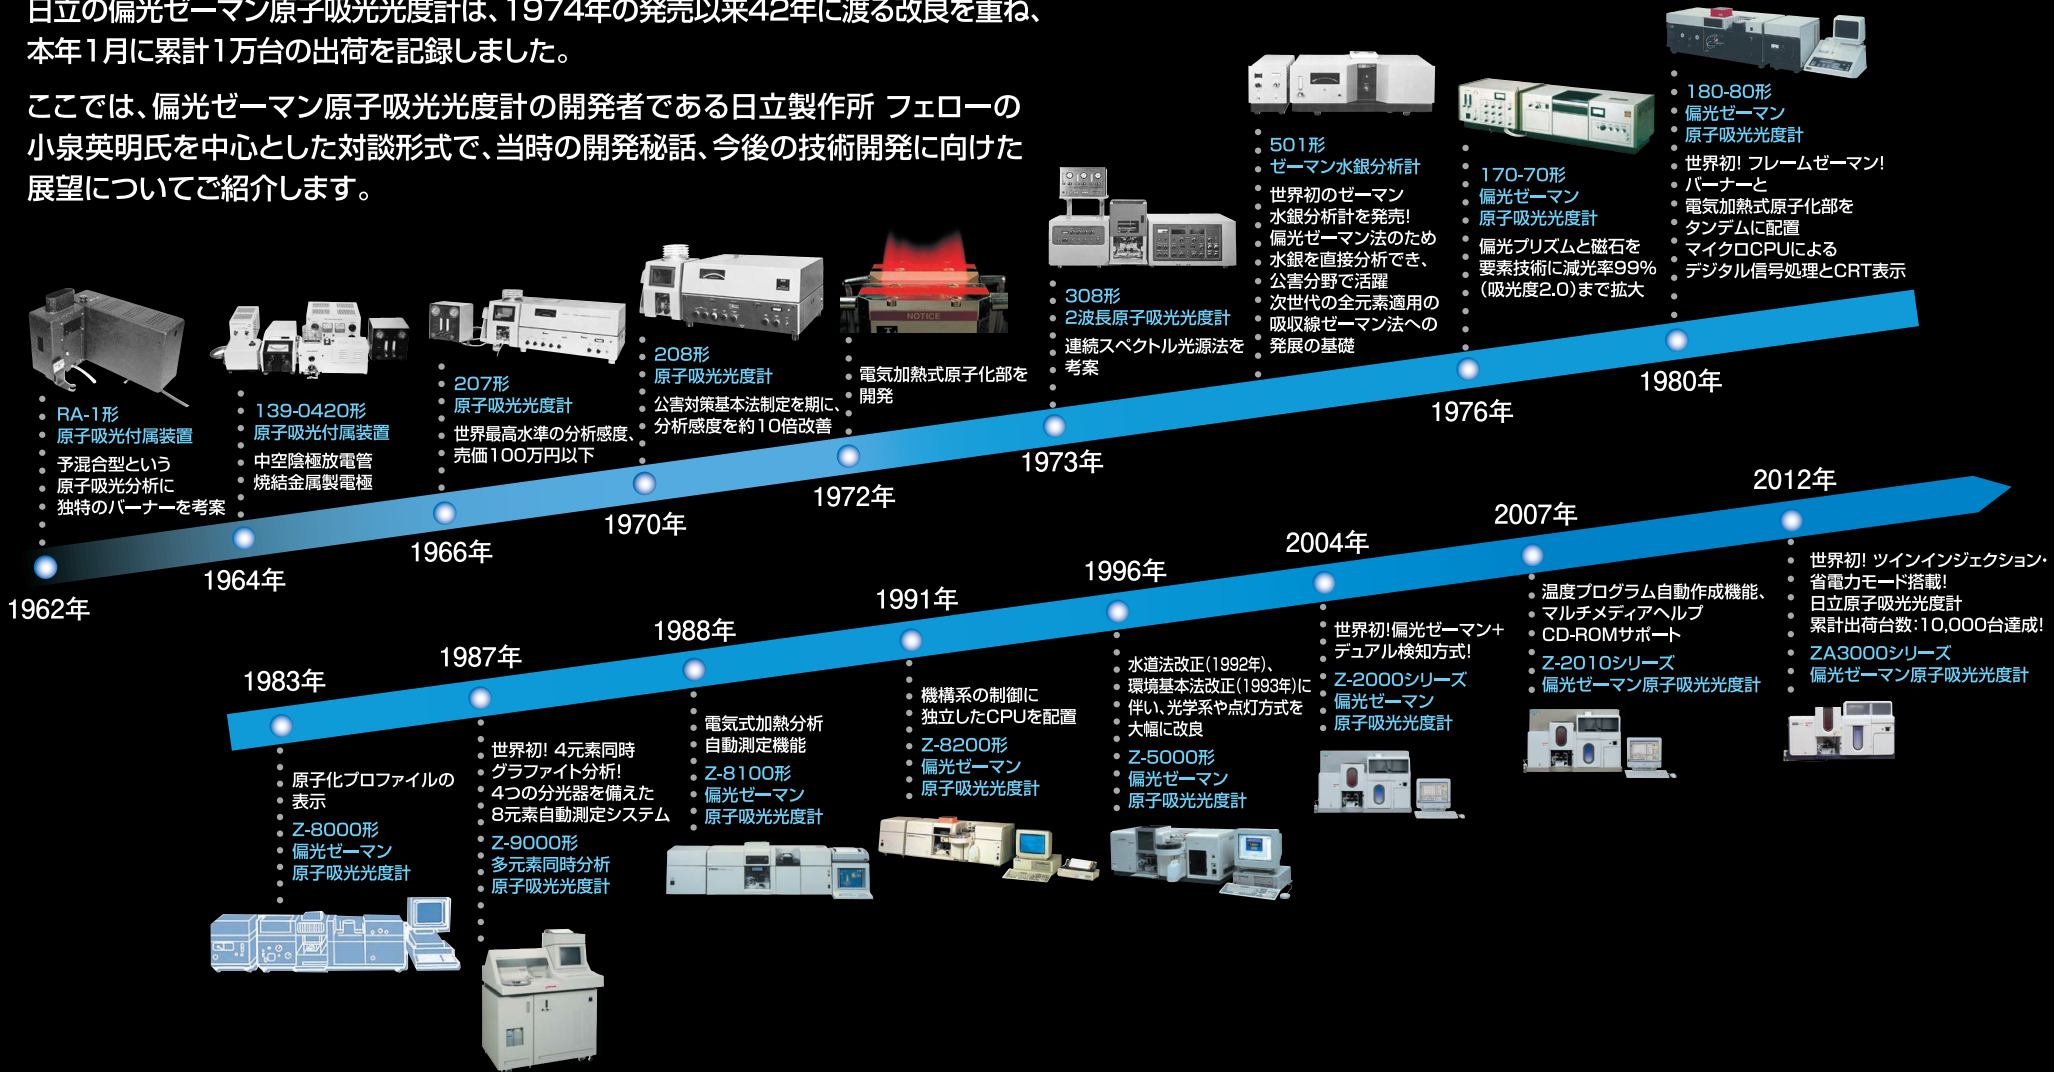 日立の偏光ゼーマン原子吸光光度計は、1974年の発売以来42年に渡る改良を重ね、
本年1月に累計1万台の出荷を記録しました。
ここでは、偏光ゼーマン原子吸光光度計の開発者である日立製作所 フェローの
小泉英明氏を中心とした対談形式で、当時の開発秘話、今後の技術開発に向けた
展望についてご紹介します。
RA-1形
原子吸光付属装置
予混合型という
原子吸光分析に
独特のバーナーを考案
1962年
139-0420形
原子吸光付属装置
中空陰極放電管
焼結金属製電極
1964年
207形
原子吸光光度計
世界最高水準の分析感度、
売価100万円以下
1966年
208形
原子吸光光度計
公害対策基本法制定を期に、
分析感度を約10倍改善
1970年
NOTICE
電気加熱式原子化部を
開発
1972年
308形
2波長原子吸光光度計
連続スペクトル光源法を
考案
1973年
501形
ゼーマン水銀分析計
世界初のゼーマン
水銀分析計を発売!
偏光ゼーマン法のため
水銀を直接分析でき、
公害分野で活躍
次世代の全元素適用の
吸収線ゼーマン法への
発展の基礎
170-70形
偏光ゼーマン
原子吸光光度計
偏光プリズムと磁石を
要素技術に減光率99%
(吸光度2.0)まで拡大
1976年
180-80形
偏光ゼーマン
原子吸光光度計
世界初! フレームゼーマン!
バーナーと
電気加熱式原子化部を
タンデムに配置
マイクロCPUによる
デジタル信号処理とCRT表示
1980年
1983年
原子化プロファイルの
表示
Z-8000形
偏光ゼーマン
原子吸光光度計
1987年
世界初! 4元素同時
グラファイト分析!
4つの分光器を備えた
8元素自動測定システム
Z-9000形
多元素同時分析
原子吸光光度計
1988年
電気式加熱分析
自動測定機能
Z-8100形
偏光ゼーマン
原子吸光光度計
1991年
機構系の制御に
独立したCPUを配置
Z-8200形
偏光ゼーマン
原子吸光光度計
1996年
水道法改正(1992年)、
環境基本法改正(1993年)に
伴い、光学系や点灯方式を
大幅に改良
Z-5000形
偏光ゼーマン
原子吸光光度計
2004年
世界初!偏光ゼーマン+
デュアル検知方式!
Z-2000シリーズ
偏光ゼーマン
原子吸光光度計
2007年
温度プログラム自動作成機能、
マルチメディアヘルプ
CD-ROMサポート
Z-2010シリーズ
偏光ゼーマン原子吸光光度計
2012年
世界初! ツインインジェクション・
省電力モード搭載!
日立原子吸光光度計
累計出荷台数:10,000台達成!
ZA3000シリーズ
偏光ゼーマン原子吸光光度計